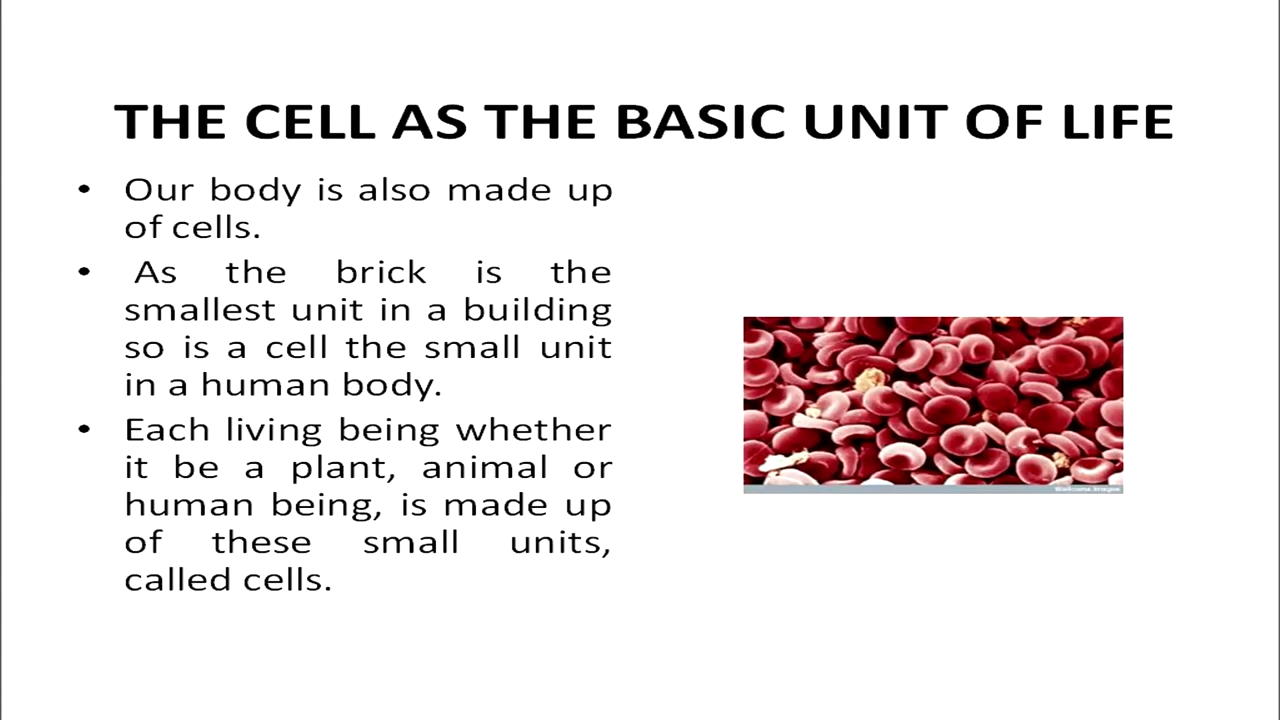 THE CELL AS THE BASIC UNIT OF LIFE
• Our body is also made up
of cells.
• As the brick is the
smallest unit in a building
so is a cell the small unit
in a human body.
• Each living being whether
it be a plant, animal or
human being, is made up
of these small units,
called cells.
Wellcome Images